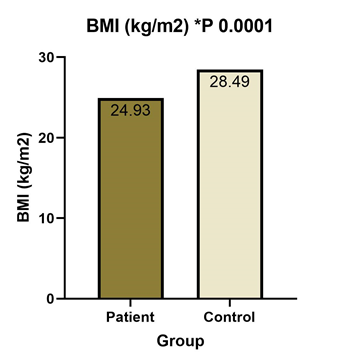 BMI (kg/m2) *P 0.0001
30
20
10
0
BMI (kg/m2)
24.93
28.49
Patient
Control
Group